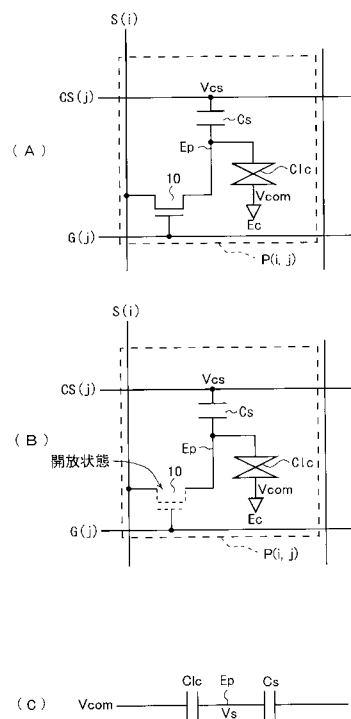 S(i)
CS(j)
Vcs
Cs
(A)
Ep
10
Clc
Vcom
Ec
G(j)
P(i, j)
S(i)
CS(j)
Vcs
Cs
(B)
Ep
開放状態
10
Clc
Vcom
Ec
G(j)
P(i, j)
Clc Ep Cs
(C) Vcom Vs